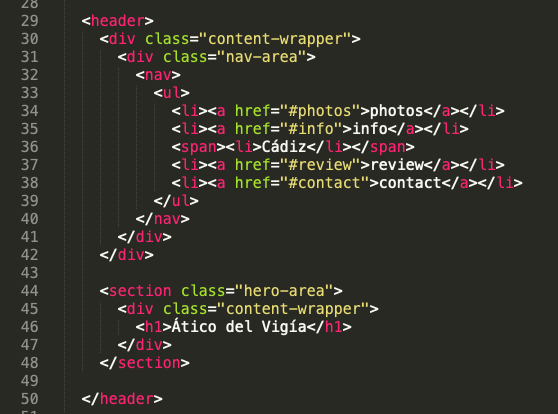 28
29 <header>
30 <div class="content-wrapper">
31 <div class="nav-area">
32 <nav>
33 <ul>
34 <li><a href="#photos">photos</a></li>
35 <li><a href="#info">info</a></li>
36 <span><li>Cádiz</li></span>
37 <li><a href="#review">review</a></li>
38 <li><a href="#contact">contact</a></li>
39 </ul>
40 </nav>
41 </div>
42 </div>
43
44 <section class="hero-area">
45 <div class="content-wrapper">
46 <h1>Ático del Vigía</h1>
47 </div>
48 </section>
49
50 </header>
51